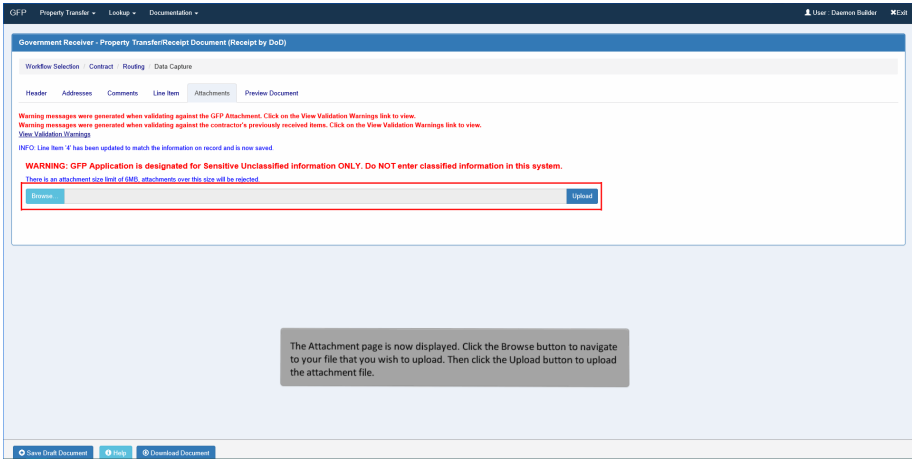 GFP Property Transfer Lookup Documentation User : Daemon Builder Exit
Government Receiver - Property Transfer/Receipt Document (Receipt by DoD)
Workflow Selection / Contract / Routing / Data Capture
Header Addresses Comments Line Item Attachments Preview Document
Warning messages were generated when validating against the GFP Attachment. Click on the View Validation Warnings link to view.
Warning messages were generated when validating against the contractor's previously received items. Click on the View Validation Warnings link to view.
View Validation Warnings
INFO: Line Item '4' has been updated to match the information on record and is now saved.
WARNING: GFP Application is designated for Sensitive Unclassified information ONLY. Do NOT enter classified information in this system.
There is an attachment size limit of 6MB, attachments over this size will be rejected.
Browse... Upload
The Attachment page is now displayed. Click the Browse button to navigate
to your file that you wish to upload. Then click the Upload button to upload
the attachment file.
Save Draft Document Help Download Document